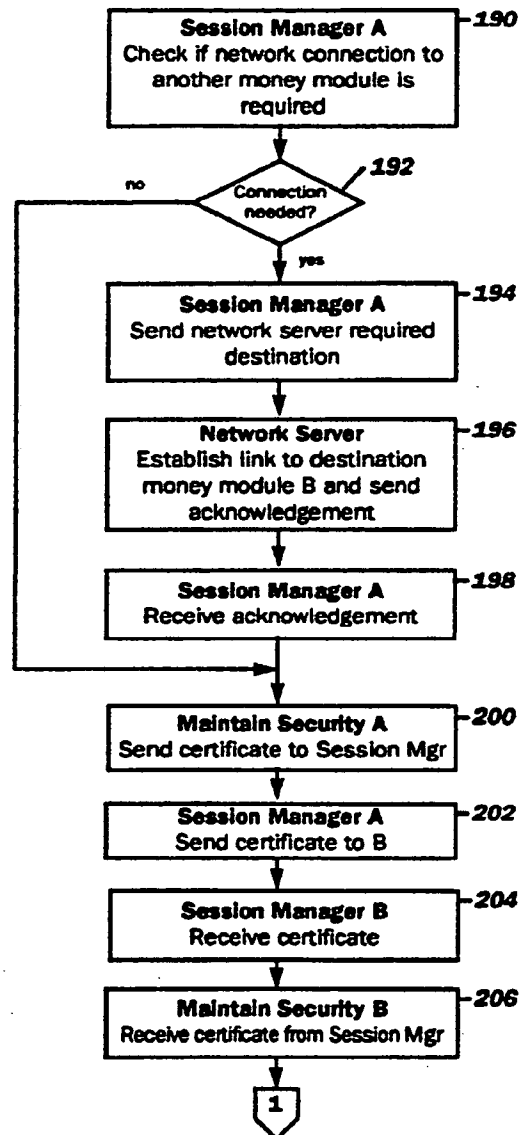 Session Manager A
Check if network connection to
another money module is
required
190
Connection
needed?
192
no
yes
Session Manager A
Send network server required
destination
194
Network Server
Establish link to destination
money module B and send
acknowledgement
196
Session Manager A
Receive acknowledgement
198
Maintain Security A
Send certificate to Session Mgr
200
Session Manager A
Send certificate to B
202
Session Manager B
Receive certificate
204
Maintain Security B
Receive certificate from Session Mgr
206
1